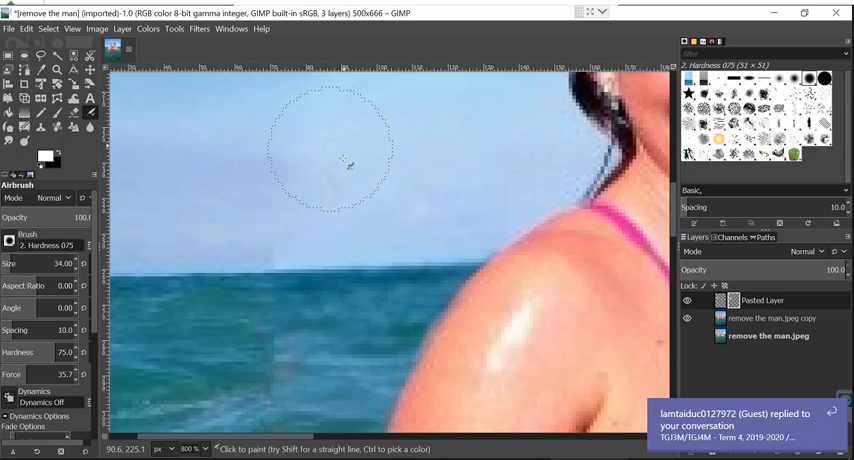 *[remove the man] (imported)-1.0 (RGB color 8-bit gamma integer, GIMP built-in sRGB, 3 layers) 500x666 – GIMP
File Edit Select View Image Layer Colors Tools Filters Windows Help
filter
2. Hardness 075 (51 × 51)
Airbrush
Mode Normal
Opacity 100.0
Brush
2. Hardness 075
Size 34.00
Aspect Ratio 0.00
Angle 0.00
Spacing 10.0
Hardness 75.0
Force 35.7
Dynamics
Dynamics Off
Dynamics Options
Fade Options
Basic,
Spacing 10.0
Layers Channels Paths
Mode Normal
Opacity 100.0
Lock:
Pasted Layer
remove the man.jpeg copy
remove the man.jpeg
Iamtaiduc0127972 (Guest) replied to
your conversation
TGJ3M/TGJ4M - Term 4, 2019-2020 /...
90.6, 225.1 px 800 % Click to paint (try Shift for a straight line, Ctrl to pick a color)